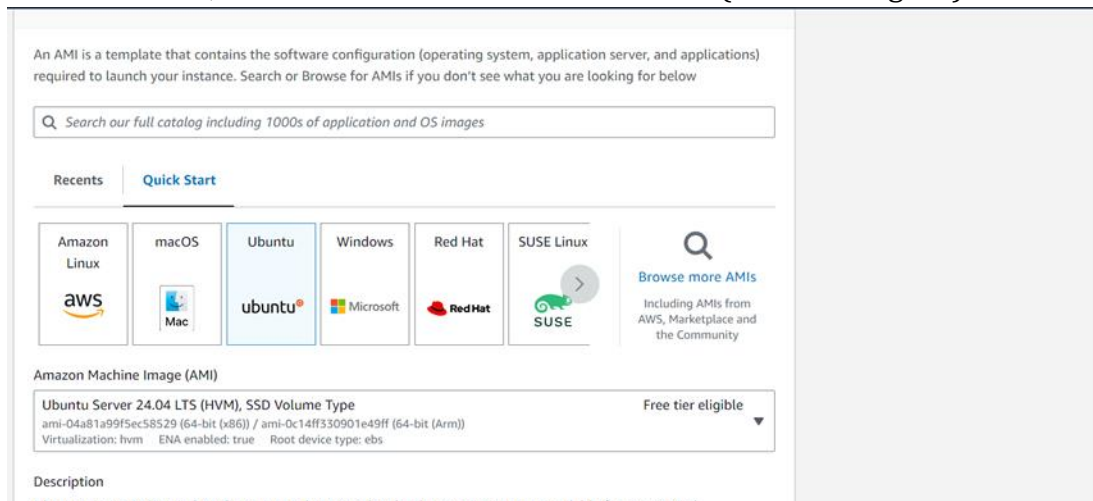 An AMI is a template that contains the software configuration (operating system, application server, and applications)
required to launch your instance. Search or Browse for AMIs if you don't see what you are looking for below
Search our full catalog including 1000s of application and OS images
Recents
Quick Start
Amazon
Linux
aws
macOS
Mac
Ubuntu
ubuntu
Windows
Microsoft
Red Hat
Red Hat
SUSE Linux
SUSE
Browse more AMIs
Including AMIs from
AWS, Marketplace and
the Community
Amazon Machine Image (AMI)
Ubuntu Server 24.04 LTS (HVM), SSD Volume Type
Free tier eligible
ami-04a81a99f5ec58529 (64-bit (x86)) / ami-0c14ff330901e49ff (64-bit (Arm))
Virtualization: hvm ENA enabled: true Root device type: ebs
Description